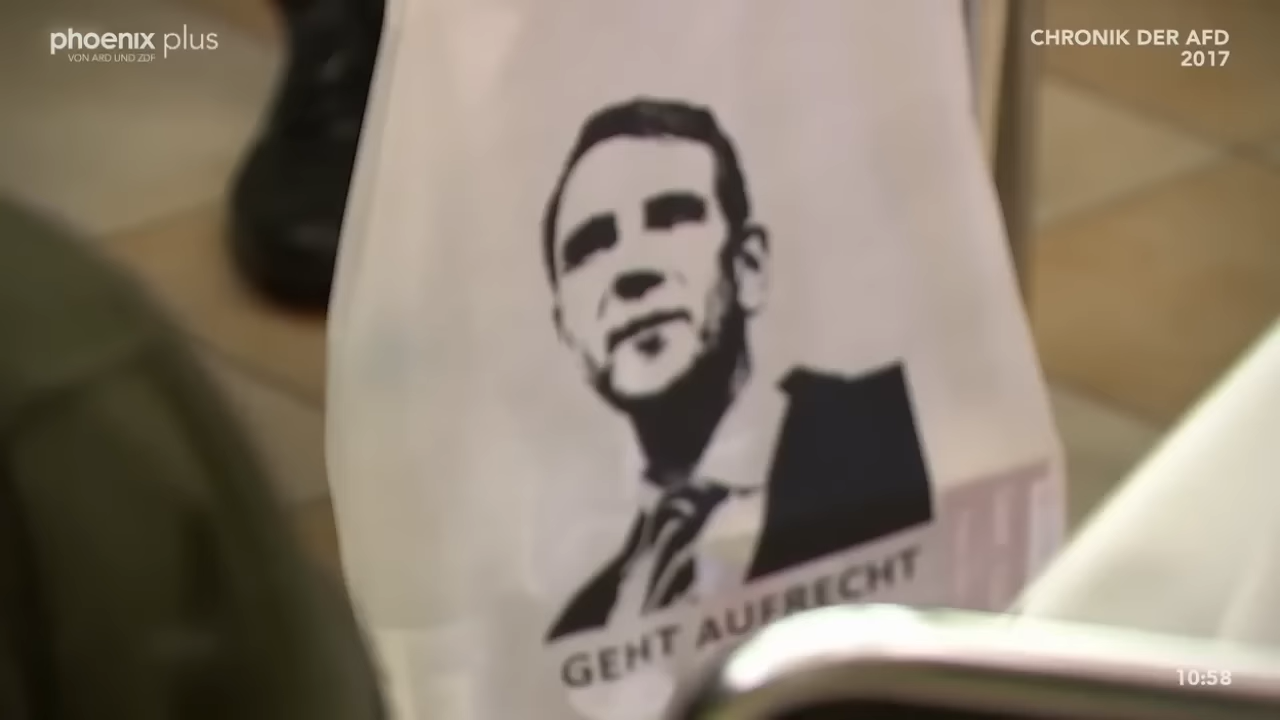 phoenix plus
VON ARD UND ZDF
CHRONIK DER AFD
2017
GEHT AUFRECHT
10:58